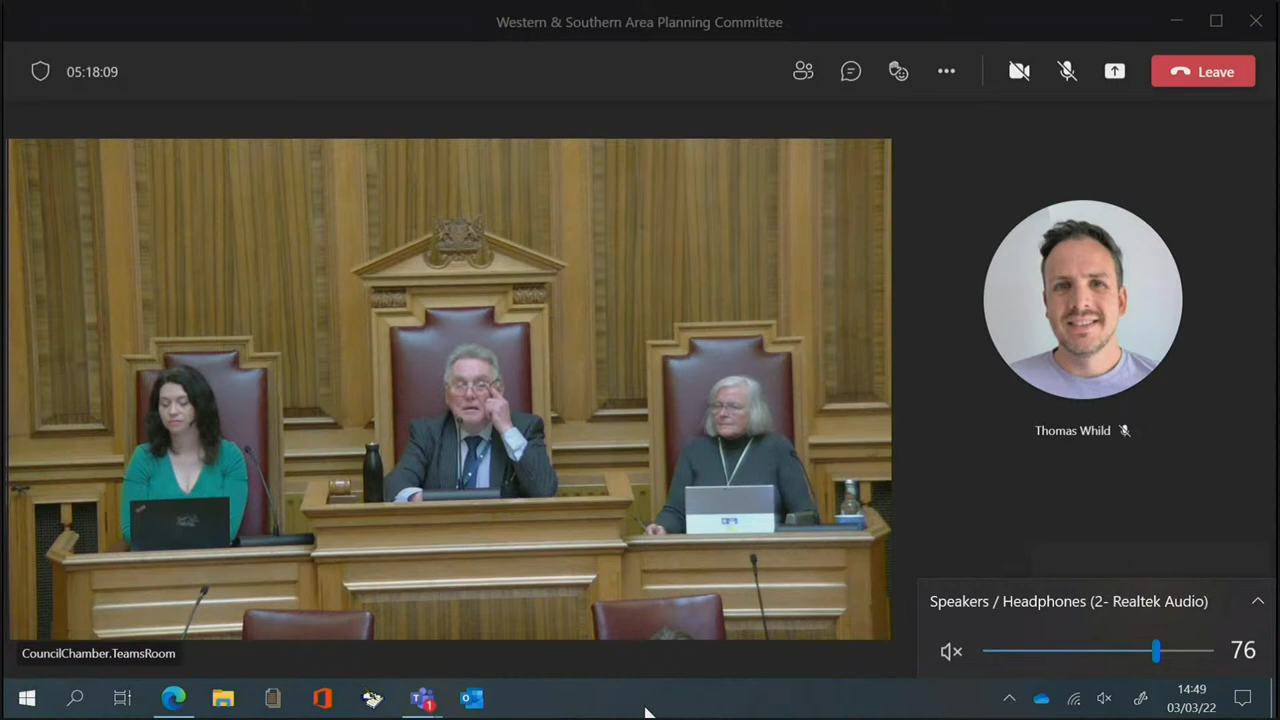 Western & Southern Area Planning Committee
05:18:09
Leave
Thomas Whild
CouncilChamber.TeamsRoom
Speakers / Headphones (2- Realtek Audio)
76
1
14:49
03/03/22